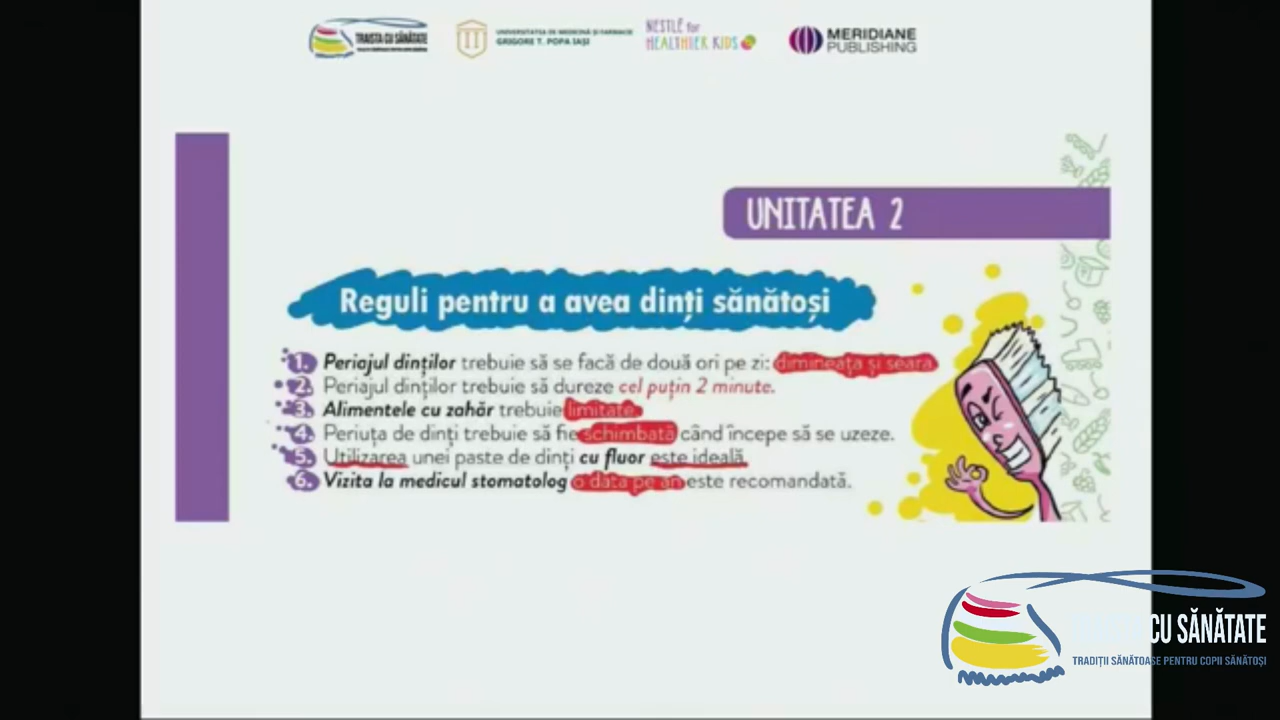 TRAISTA CU SĂNĂTATE
UNIVERSITATEA DE MEDICINĂ ȘI FARMACIE
GRIGORE T. POPA IAȘI
NESTLÉ for
HEALTHIER KIDS
MERIDIANE
PUBLISHING
UNITATEA 2
Reguli pentru a avea dinți sănătoși
1. Periajul dinților trebuie să se facă de două ori pe zi: dimineața și seara.
2. Periajul dinților trebuie să dureze cel puțin 2 minute.
3. Alimentele cu zahăr trebuie limitate.
4. Periuța de dinți trebuie să fie schimbată când începe să se uzeze.
5. Utilizarea unei paste de dinți cu fluor este ideală.
6. Vizita la medicul stomatolog o dată pe an este recomandată.
TRAISTA CU SĂNĂTATE
TRADIȚII SĂNĂTOASE PENTRU COPII SĂNĂTOȘI